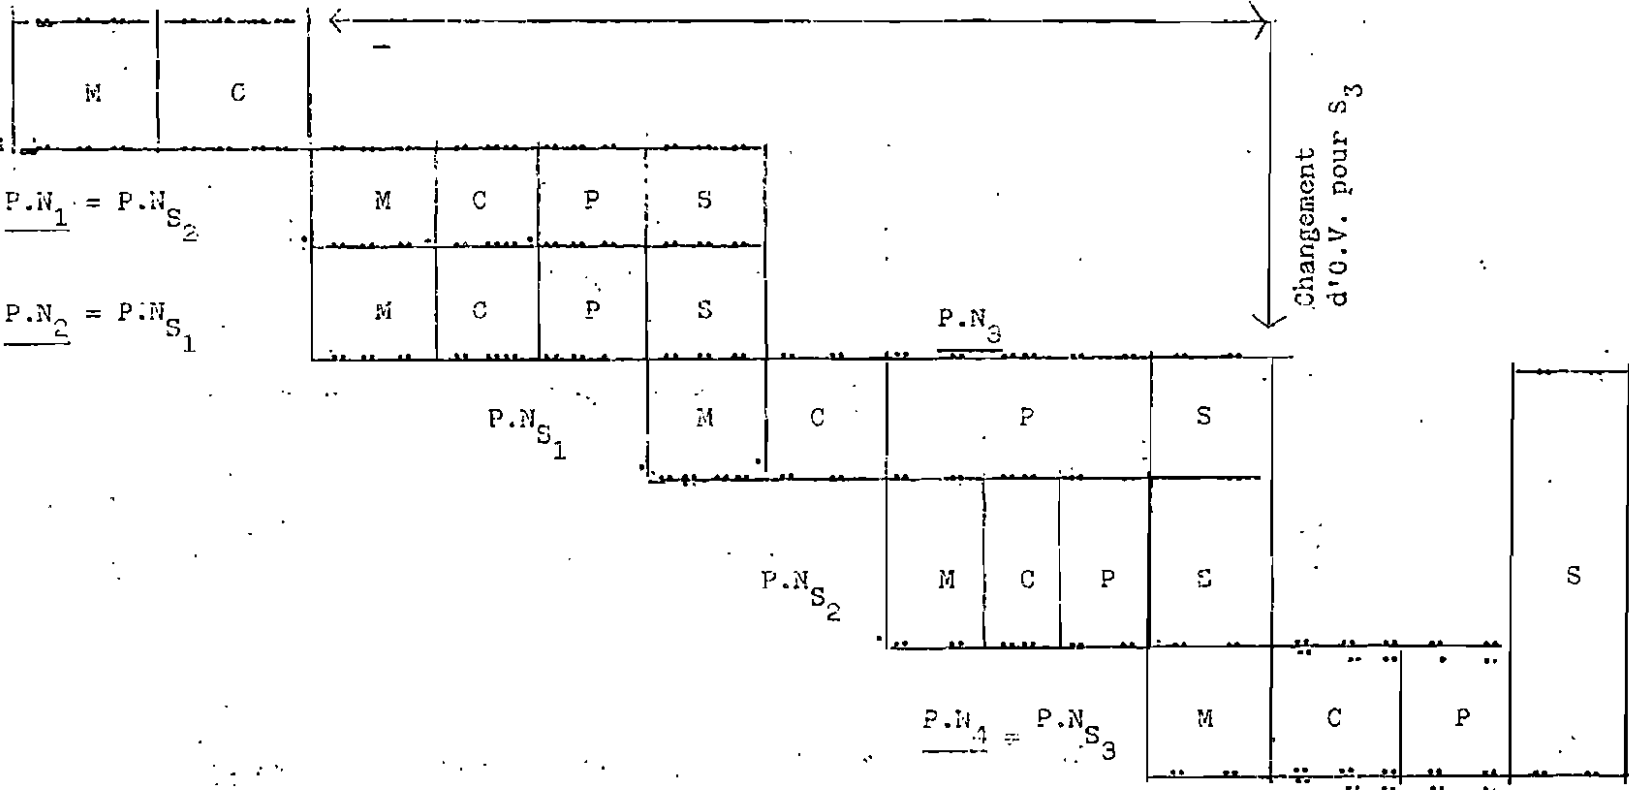 M C
Changement
d'O.V. pour S3
P.N1 = P.NS2 M C P S
P.N2 = P.NS1 M C P S
P.N3
P.NS1 M C P S
P.NS2 M C P S
S
P.N4 = P.NS3 M C P